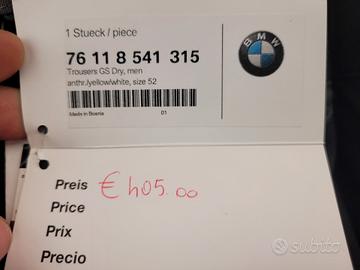 1 Stueck / piece
76 11 8 541 315
Trousers GS Dry, men
anthr./yellow/white, size 52
Made in Bosnia 01
BMW
Preis € 405.00
Price
Prix
Precio
subito